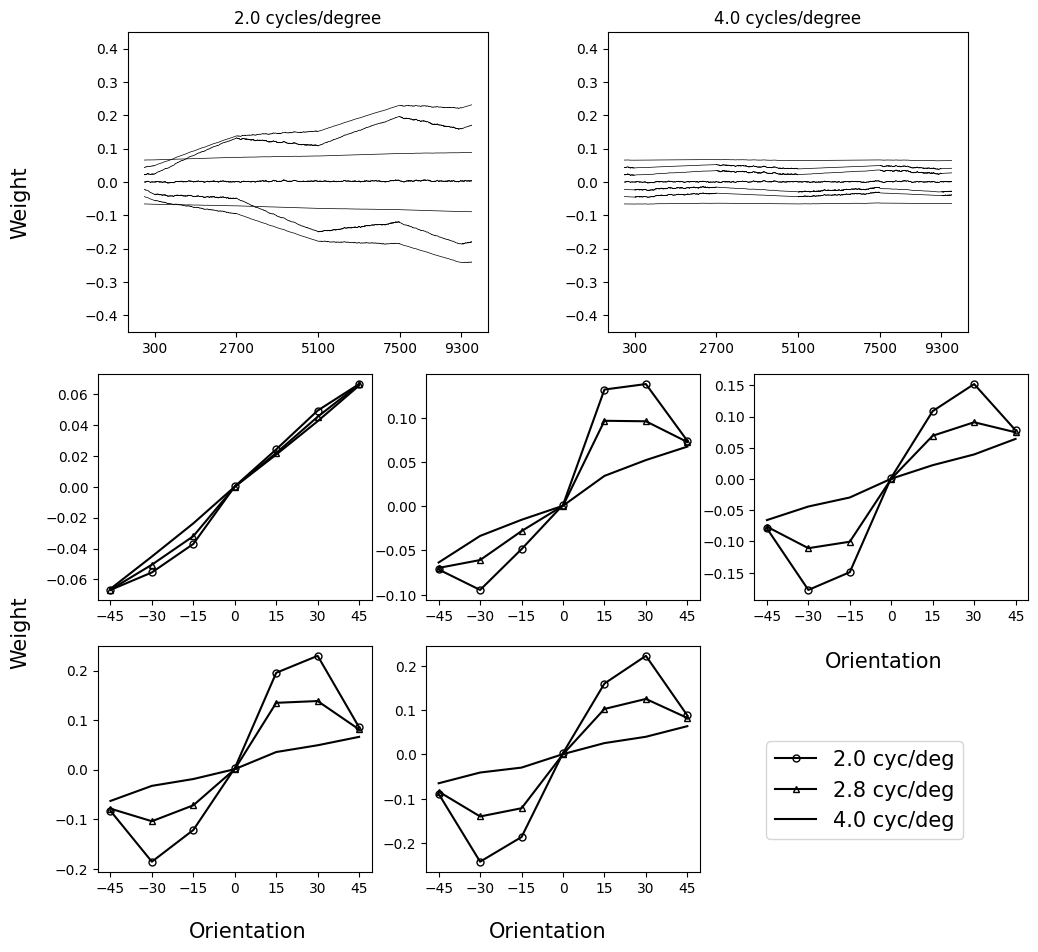 2.0 cycles/degree
4.0 cycles/degree
Weight
0.4
0.3
0.2
0.1
0.0
−0.1
−0.2
−0.3
−0.4
300 2700 5100 7500 9300
0.4
0.3
0.2
0.1
0.0
−0.1
−0.2
−0.3
−0.4
300 2700 5100 7500 9300
Weight
0.06
0.04
0.02
0.00
−0.02
−0.04
−0.06
−45 −30 −15 0 15 30 45
0.10
0.05
0.00
−0.05
−0.10
−45 −30 −15 0 15 30 45
0.15
0.10
0.05
0.00
−0.05
−0.10
−0.15
−45 −30 −15 0 15 30 45
Orientation
0.2
0.1
0.0
−0.1
−0.2
−45 −30 −15 0 15 30 45
Orientation
0.2
0.1
0.0
−0.1
−0.2
−45 −30 −15 0 15 30 45
Orientation
2.0 cyc/deg
2.8 cyc/deg
4.0 cyc/deg